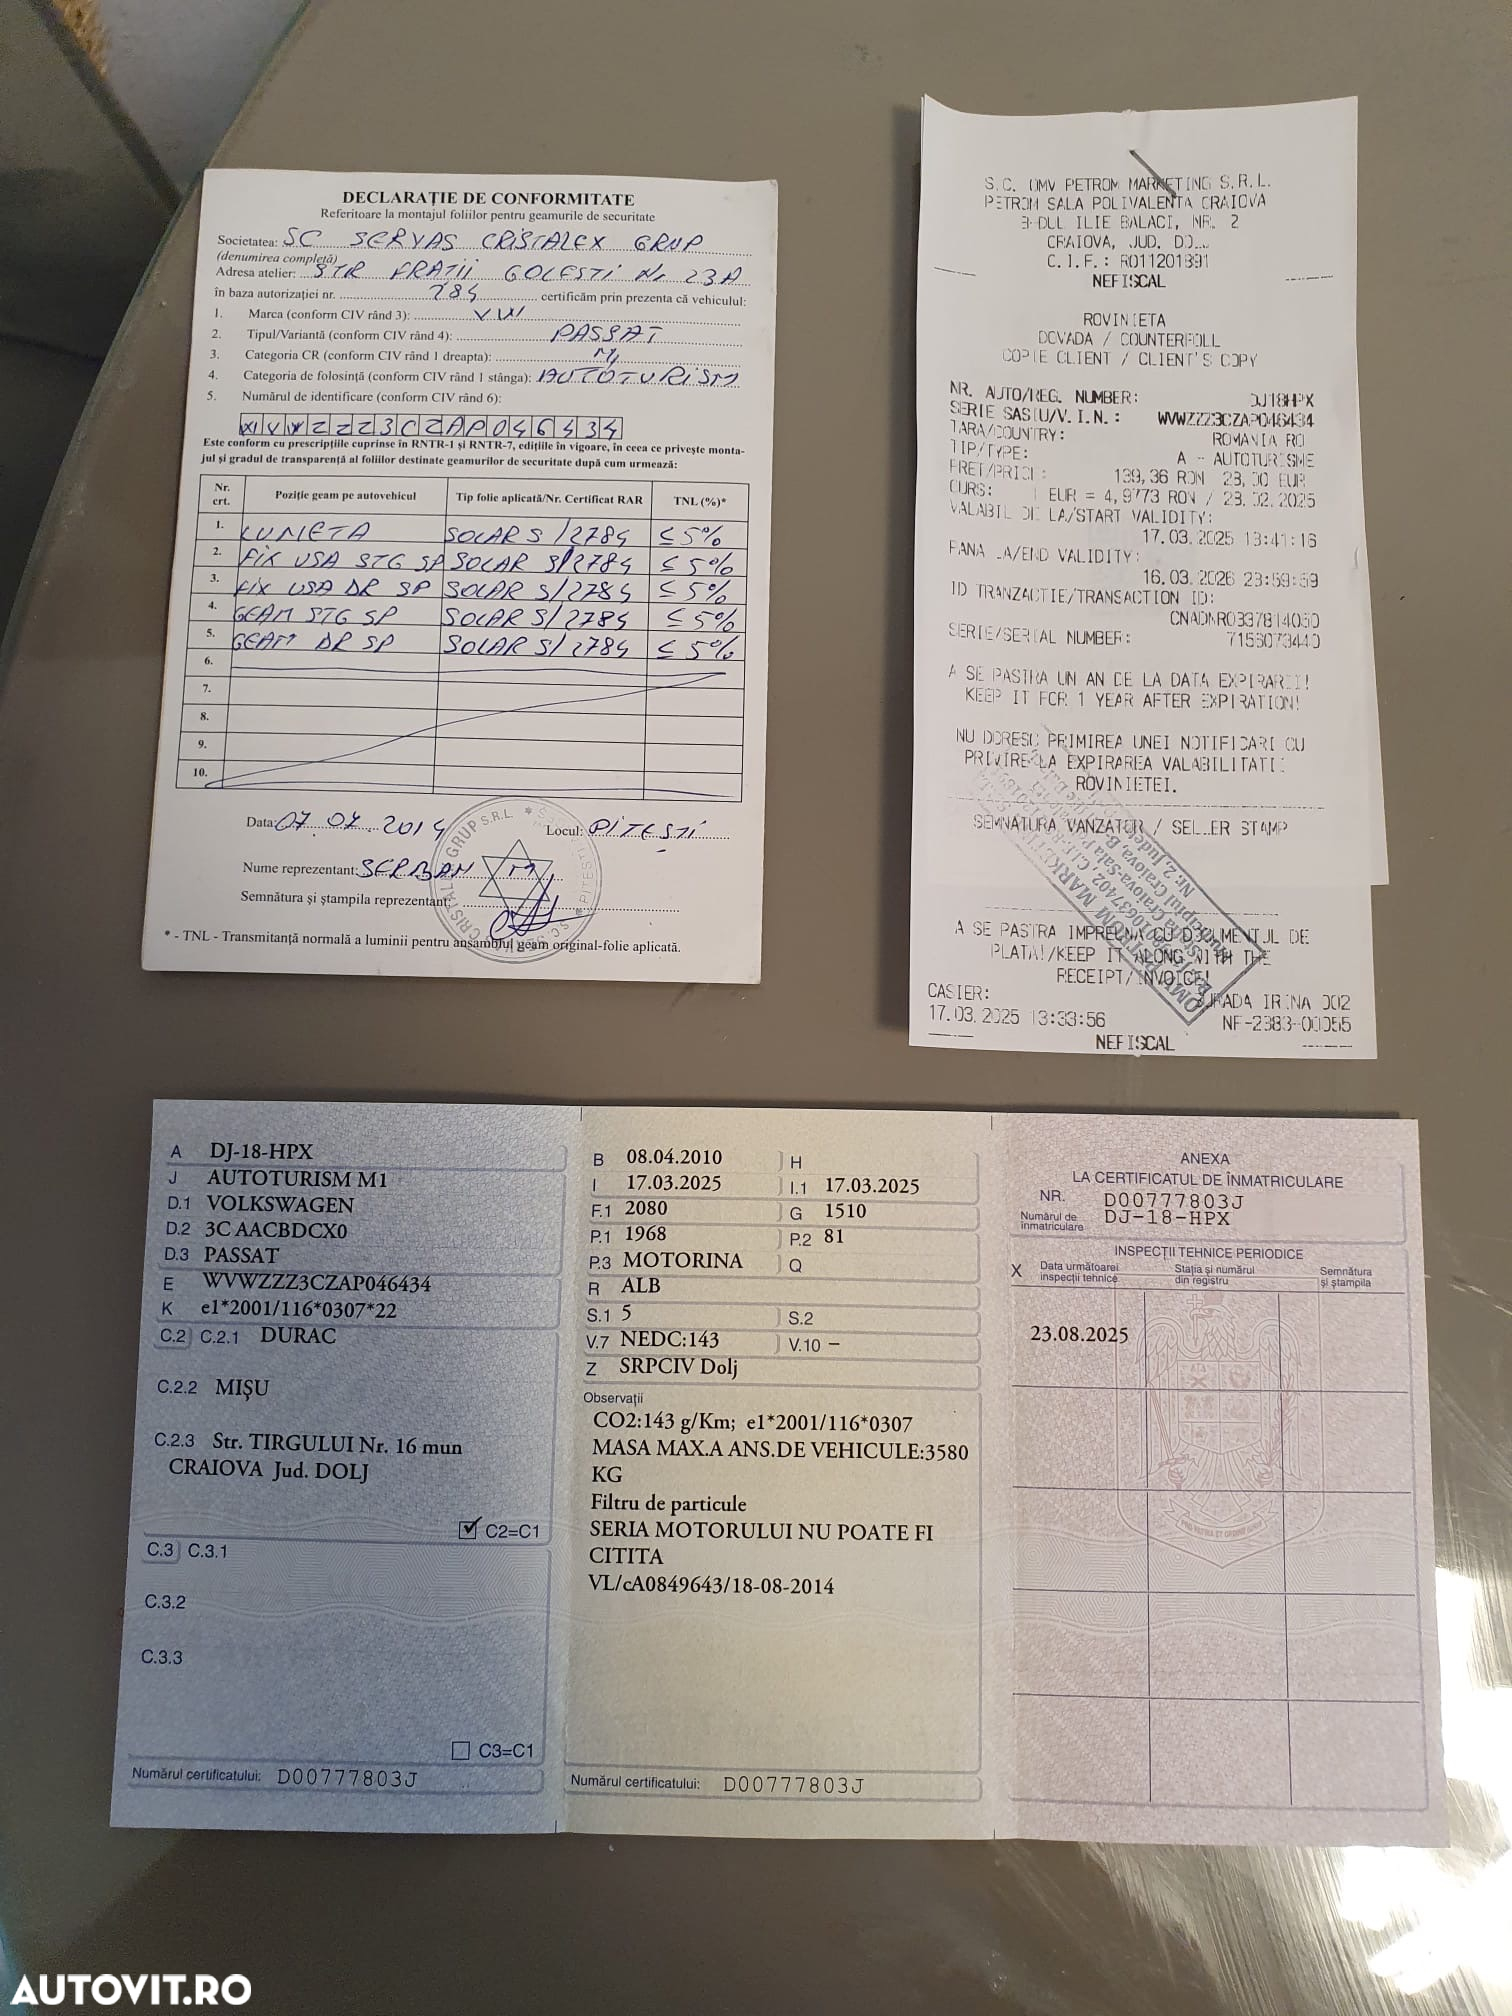 DECLARAȚIE DE CONFORMITATE
Referitoare la montajul foliilor pentru geamurile de securitate
Societatea: SC SERVAS CRISTALEX GRUP
(denumirea completă)
Adresa atelier: STR FRATII GOLESTI Nr 23A
în baza autorizației nr. 284 certificăm prin prezenta că vehiculul:
1. Marca (conform CIV rând 3): VW
2. Tipul/Variantă (conform CIV rând 4): PASSAT
3. Categoria CR (conform CIV rând 1 dreapta): M1
4. Categoria de folosință (conform CIV rând 1 stânga): AUTOTURISM
5. Numărul de identificare (conform CIV rând 6):
WVWZZZ3CZAP046434
Este conform cu prescripțiile cuprinse în RNTR-1 și RNTR-7, edițiile în vigoare, în ceea ce privește monta-
jul și gradul de transparență al foliilor destinate geamurilor de securitate după cum urmează:
Nr. crt. Poziție geam pe autovehicul Tip folie aplicată/Nr. Certificat RAR TNL (%)*
1. LUNETA SOLAR S/2784 ≤ 5%
2. FIX USA STG SP SOLAR S/2784 ≤ 5%
3. FIX USA DR SP SOLAR S/2784 ≤ 5%
4. GEAM STG SP SOLAR S/2784 ≤ 5%
5. GEAM DR SP SOLAR S/2784 ≤ 5%
6.
7.
8.
9.
10.
Data: 07.07.2014 Locul: PITESTI
Nume reprezentant: SERBAN
Semnătura și ștampila reprezentant:
* - TNL - Transmitanță normală a luminii pentru ansamblul geam original-folie aplicată.
S.C. OMV PETROM MARKETING S.R.L.
PETROM SALA POLIVALENTA CRAIOVA
B-DUL ILIE BALACI, NR. 2
CRAIOVA, JUD. DO...
C.I.F.: RO11201891
NEFISCAL
ROVINIETA
DOVADA / COUNTERFOLL
COPIE CLIENT / CLIENT'S COPY
NR. AUTO/REG. NUMBER: DJ18HPX
SERIE SASIU/V.I.N.: WVWZZZ3CZAP046434
TARA/COUNTRY: ROMANIA RO
TIP/TYPE: A - AUTOTURISME
PRET/PRICE: 139,36 RON 28,00 EUR
CURS: 1 EUR = 4,9773 RON / 28.02.2025
VALABIL DE LA/START VALIDITY:
17.03.2025 13:41:16
PANA LA/END VALIDITY:
16.03.2026 23:59:59
ID TRANZACTIE/TRANSACTION ID:
CNADNR0337814060
SERIE/SERIAL NUMBER: 7156073440
A SE PASTRA UN AN DE LA DATA EXPIRARII!
KEEP IT FOR 1 YEAR AFTER EXPIRATION!
NU DORESC PRIMIREA UNEI NOTIFICARI CU
PRIVIRE LA EXPIRAREA VALABILITATII
ROVINIETEI.
SEMNATURA VANZATOR / SELLER STAMP
A SE PASTRA IMPREUNA CU DOCUMENTUL DE
PLATA!/KEEP IT ALONG WITH THE
RECEIPT/INVOICE!
CASIER: IRINA 002
17.03.2025 13:33:56 NF-2383-00055
NEFISCAL
A DJ-18-HPX
J AUTOTURISM M1
D.1 VOLKSWAGEN
D.2 3C AACBDCX0
D.3 PASSAT
E WVWZZZ3CZAP046434
K e1*2001/116*0307*22
C.2 C.2.1 DURAC
C.2.2 MIȘU
C.2.3 Str. TIRGULUI Nr. 16 mun
CRAIOVA Jud. DOLJ
C2=C1
C.3 C.3.1
C.3.2
C.3.3
C3=C1
Numărul certificatului: D00777803J
B 08.04.2010 H
I 17.03.2025 I.1 17.03.2025
F.1 2080 G 1510
P.1 1968 P.2 81
P.3 MOTORINA Q
R ALB
S.1 5 S.2
V.7 NEDC:143 V.10 –
Z SRPCIV Dolj
Observații
CO2:143 g/Km; e1*2001/116*0307
MASA MAX.A ANS.DE VEHICULE:3580
KG
Filtru de particule
SERIA MOTORULUI NU POATE FI
CITITA
VL/cA0849643/18-08-2014
Numărul certificatului: D00777803J
ANEXA
LA CERTIFICATUL DE ÎNMATRICULARE
NR. D00777803J
Numărul de înmatriculare DJ-18-HPX
INSPECȚII TEHNICE PERIODICE
X Data următoarei inspecții tehnice Stația și numărul din registru Semnătura și ștampila
23.08.2025
AUTOVIT.RO